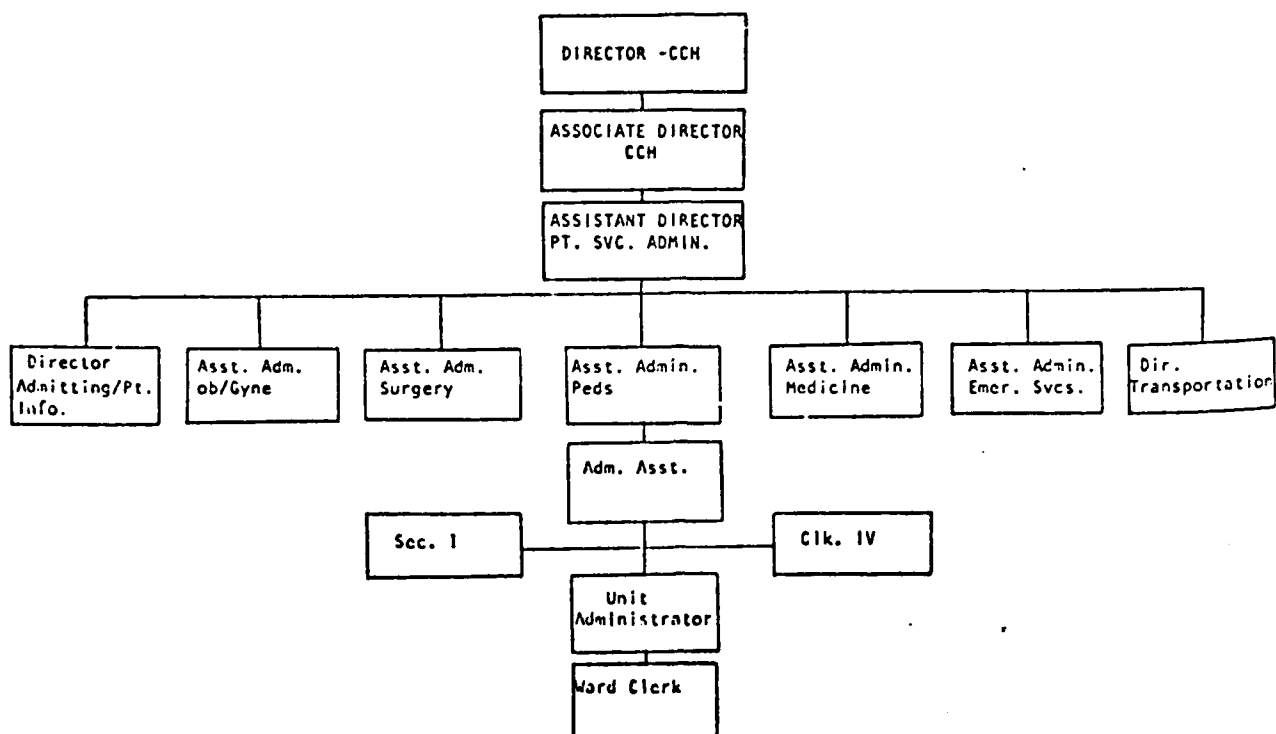 DIRECTOR -CCH
ASSOCIATE DIRECTOR
CCH
ASSISTANT DIRECTOR
PT. SVC. ADMIN.
Director
Admitting/Pt.
Info.
Asst. Adm.
ob/Gyne
Asst. Adm.
Surgery
Asst. Admin.
Peds
Asst. Admin.
Medicine
Asst. Admin.
Emer. Svcs.
Dir.
Transportation
Adm. Asst.
Sec. I
Clk. IV
Unit
Administrator
Ward Clerk